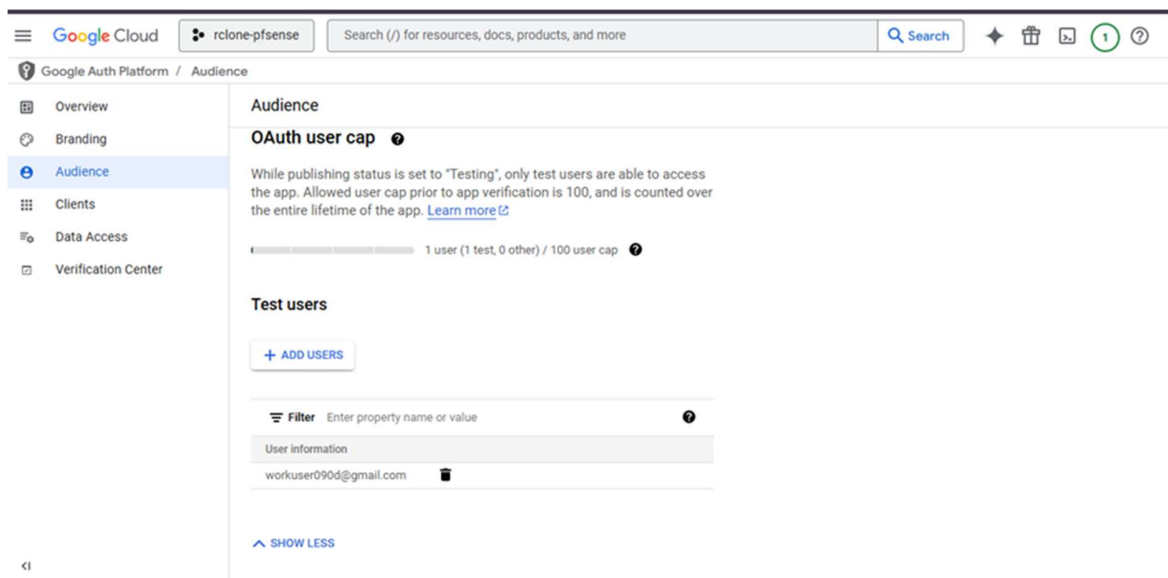 Google Cloud
rclone-pfsense
Search (/) for resources, docs, products, and more
Search
1
Google Auth Platform / Audience
Overview
Branding
Audience
Clients
Data Access
Verification Center
Audience
OAuth user cap
While publishing status is set to "Testing", only test users are able to access
the app. Allowed user cap prior to app verification is 100, and is counted over
the entire lifetime of the app. Learn more
1 user (1 test, 0 other) / 100 user cap
Test users
+ ADD USERS
Filter Enter property name or value
User information
workuser090d@gmail.com
SHOW LESS